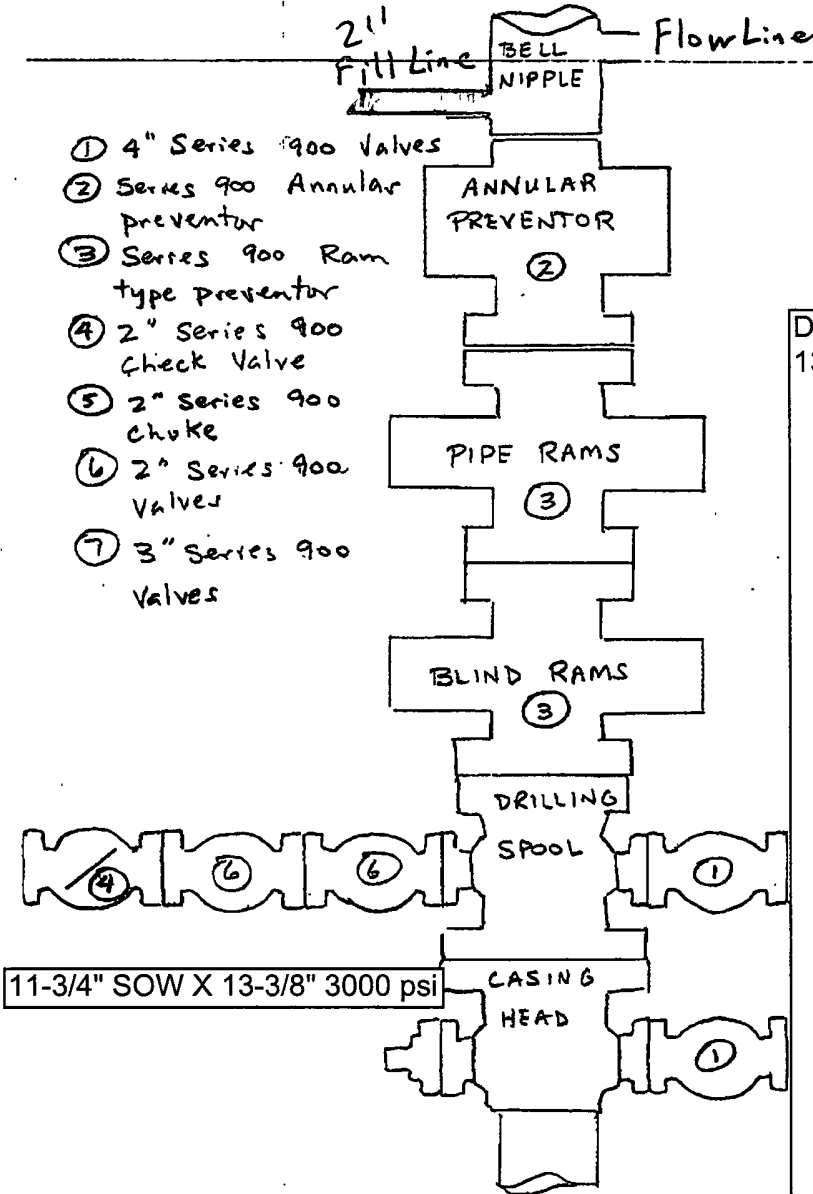 2"
Fill Line
BELL
NIPPLE
Flow Line
① 4" Series 900 Valves
② Series 900 Annular
preventor
③ Series 900 Ram
type preventor
④ 2" Series 900
Check Valve
⑤ 2" Series 900
Choke
⑥ 2" Series 900
Valves
⑦ 3" Series 900
Valves
ANNULAR
PREVENTOR
②
D
13
PIPE RAMS
③
BLIND RAMS
③
DRILLING
SPOOL
④ ⑥ ⑥ ①
11-3/4" SOW X 13-3/8" 3000 psi
CASING
HEAD
①